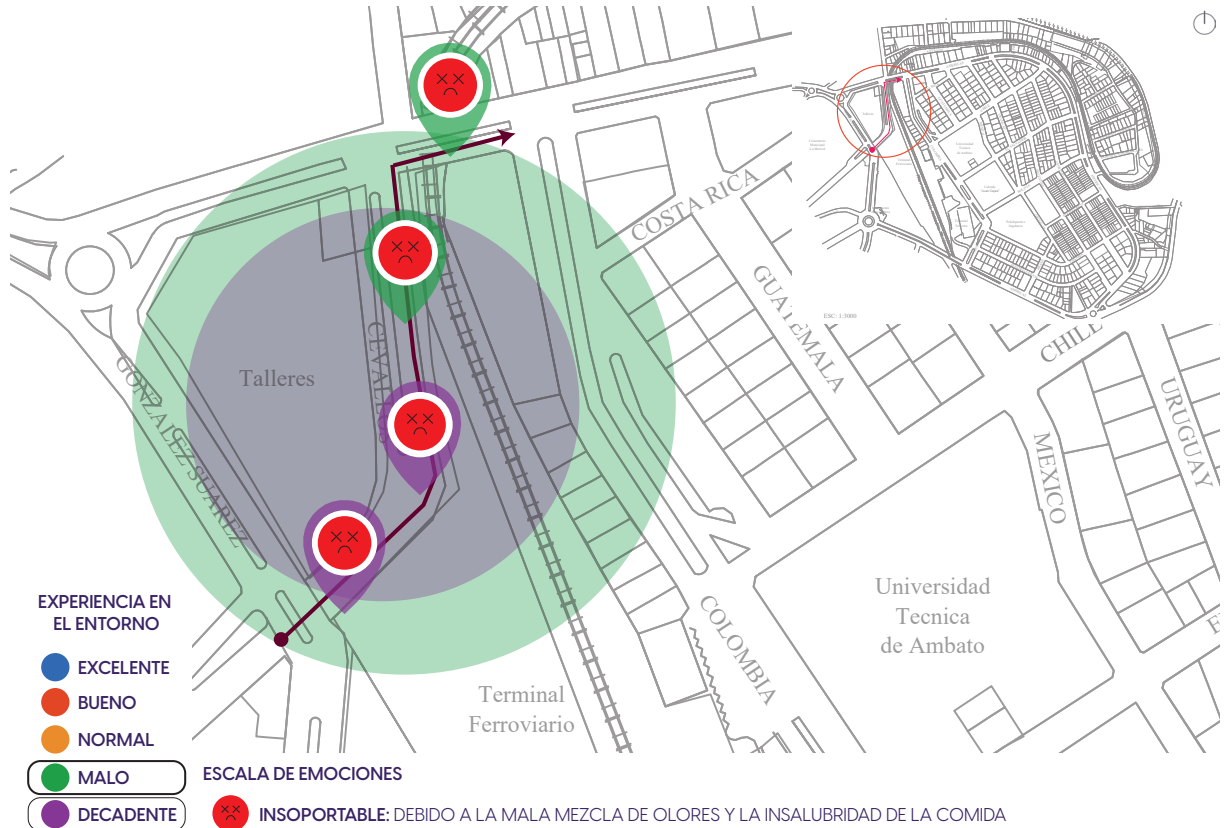 COSTA RICA
GUATEMALA
CHILE
URUGUAY
MEXICO
Talleres
CEVALLOS
GONZALEZ SUAREZ
COLOMBIA
Universidad
Tecnica
de Ambato
Terminal
Ferroviario
ESC: 1:5000
EXPERIENCIA EN
EL ENTORNO
EXCELENTE
BUENO
NORMAL
MALO
DECADENTE
ESCALA DE EMOCIONES
INSOPORTABLE: DEBIDO A LA MALA MEZCLA DE OLORES Y LA INSALUBRIDAD DE LA COMIDA